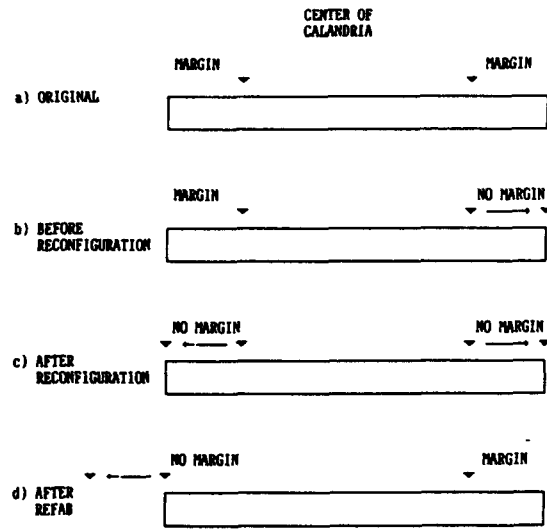 CENTER OF
CALANDRIA
MARGIN MARGIN
a) ORIGINAL
MARGIN NO MARGIN
b) BEFORE
RECONFIGURATION
NO MARGIN NO MARGIN
c) AFTER
RECONFIGURATION
NO MARGIN MARGIN
d) AFTER
REFAB